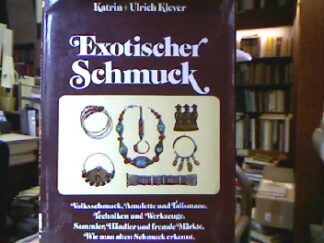 Katrin + Ulrich Klever
Exotischer
Schmuck
Volksschmuck, Amulette und Talismane.
Techniken und Werkzeuge.
Sammler, Händler und fremde Märkte.
Wie man alten Schmuck erkennt.